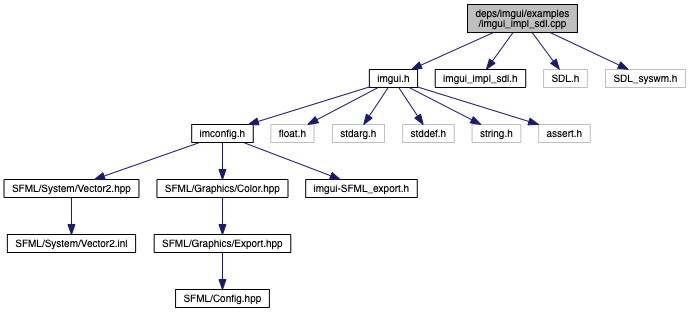 deps/imgui/examples
/imgui_impl_sdl.cpp
imgui.h
imgui_impl_sdl.h
SDL.h
SDL_syswm.h
imconfig.h
float.h
stdarg.h
stddef.h
string.h
assert.h
SFML/System/Vector2.hpp
SFML/Graphics/Color.hpp
imgui-SFML_export.h
SFML/System/Vector2.inl
SFML/Graphics/Export.hpp
SFML/Config.hpp